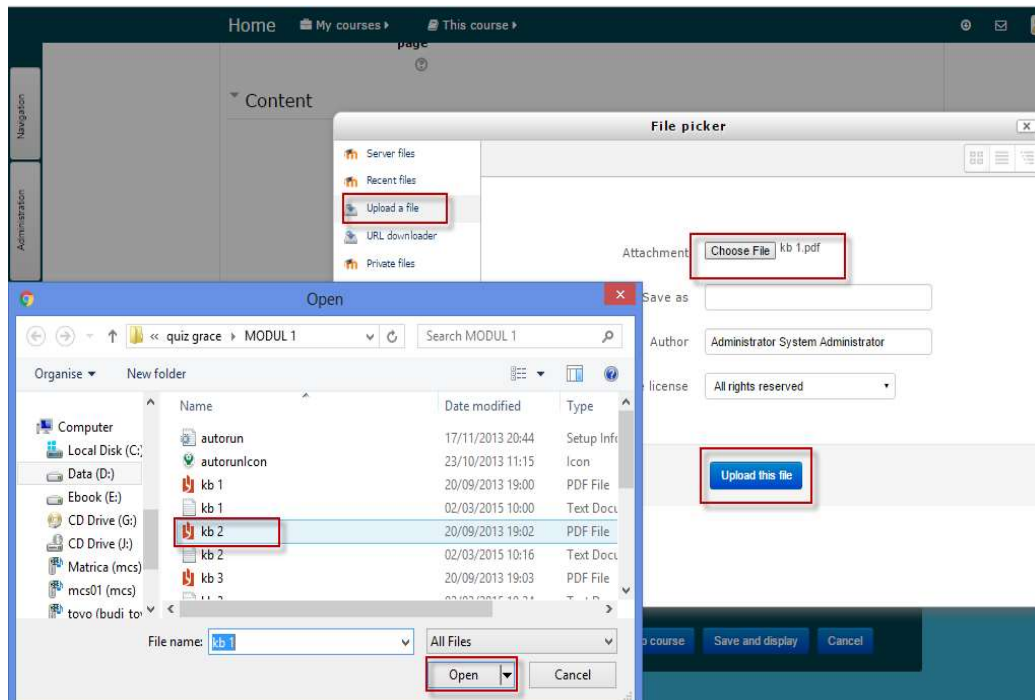 Home My courses This course
page
Content
Navigation
Administration
File picker
Server files
Recent files
Upload a file
URL downloader
Private files
Attachment Choose File kb 1.pdf
Save as
Author Administrator System Administrator
license All rights reserved
Upload this file
course Save and display Cancel
Open
« quiz grace MODUL 1 Search MODUL 1
Organise New folder
Computer
Local Disk (C:)
Data (D:)
Ebook (E:)
CD Drive (G:)
CD Drive (J:)
Matrica (mcs)
mcs01 (mcs)
tovo (budi tov
Name Date modified Type
autorun 17/11/2013 20:44 Setup Info
autorunIcon 23/10/2013 11:15 Icon
kb 1 20/09/2013 19:00 PDF File
kb 1 02/03/2015 10:00 Text Docu
kb 2 20/09/2013 19:02 PDF File
kb 2 02/03/2015 10:16 Text Docu
kb 3 20/09/2013 19:03 PDF File
File name: kb 1 All Files
Open Cancel